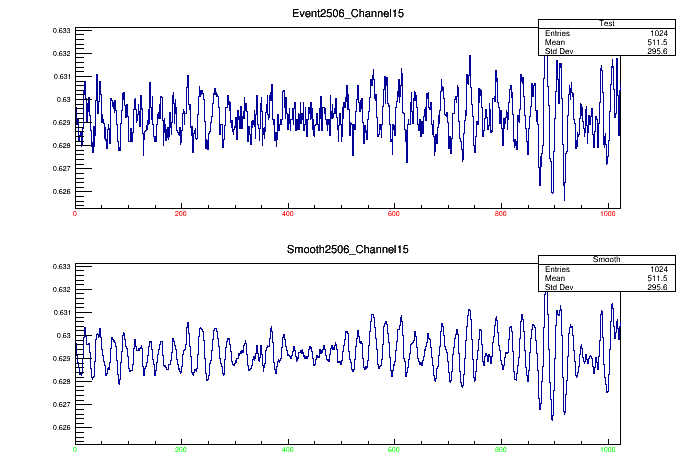 Event2506_Channel15
Test
Entries 1024
Mean 511.5
Std Dev 295.6
0.633
0.632
0.631
0.63
0.629
0.628
0.627
0.626
0 200 400 600 800 1000
Smooth2506_Channel15
Smooth
Entries 1024
Mean 511.5
Std Dev 295.6
0.633
0.632
0.631
0.63
0.629
0.628
0.627
0.626
0 200 400 600 800 1000